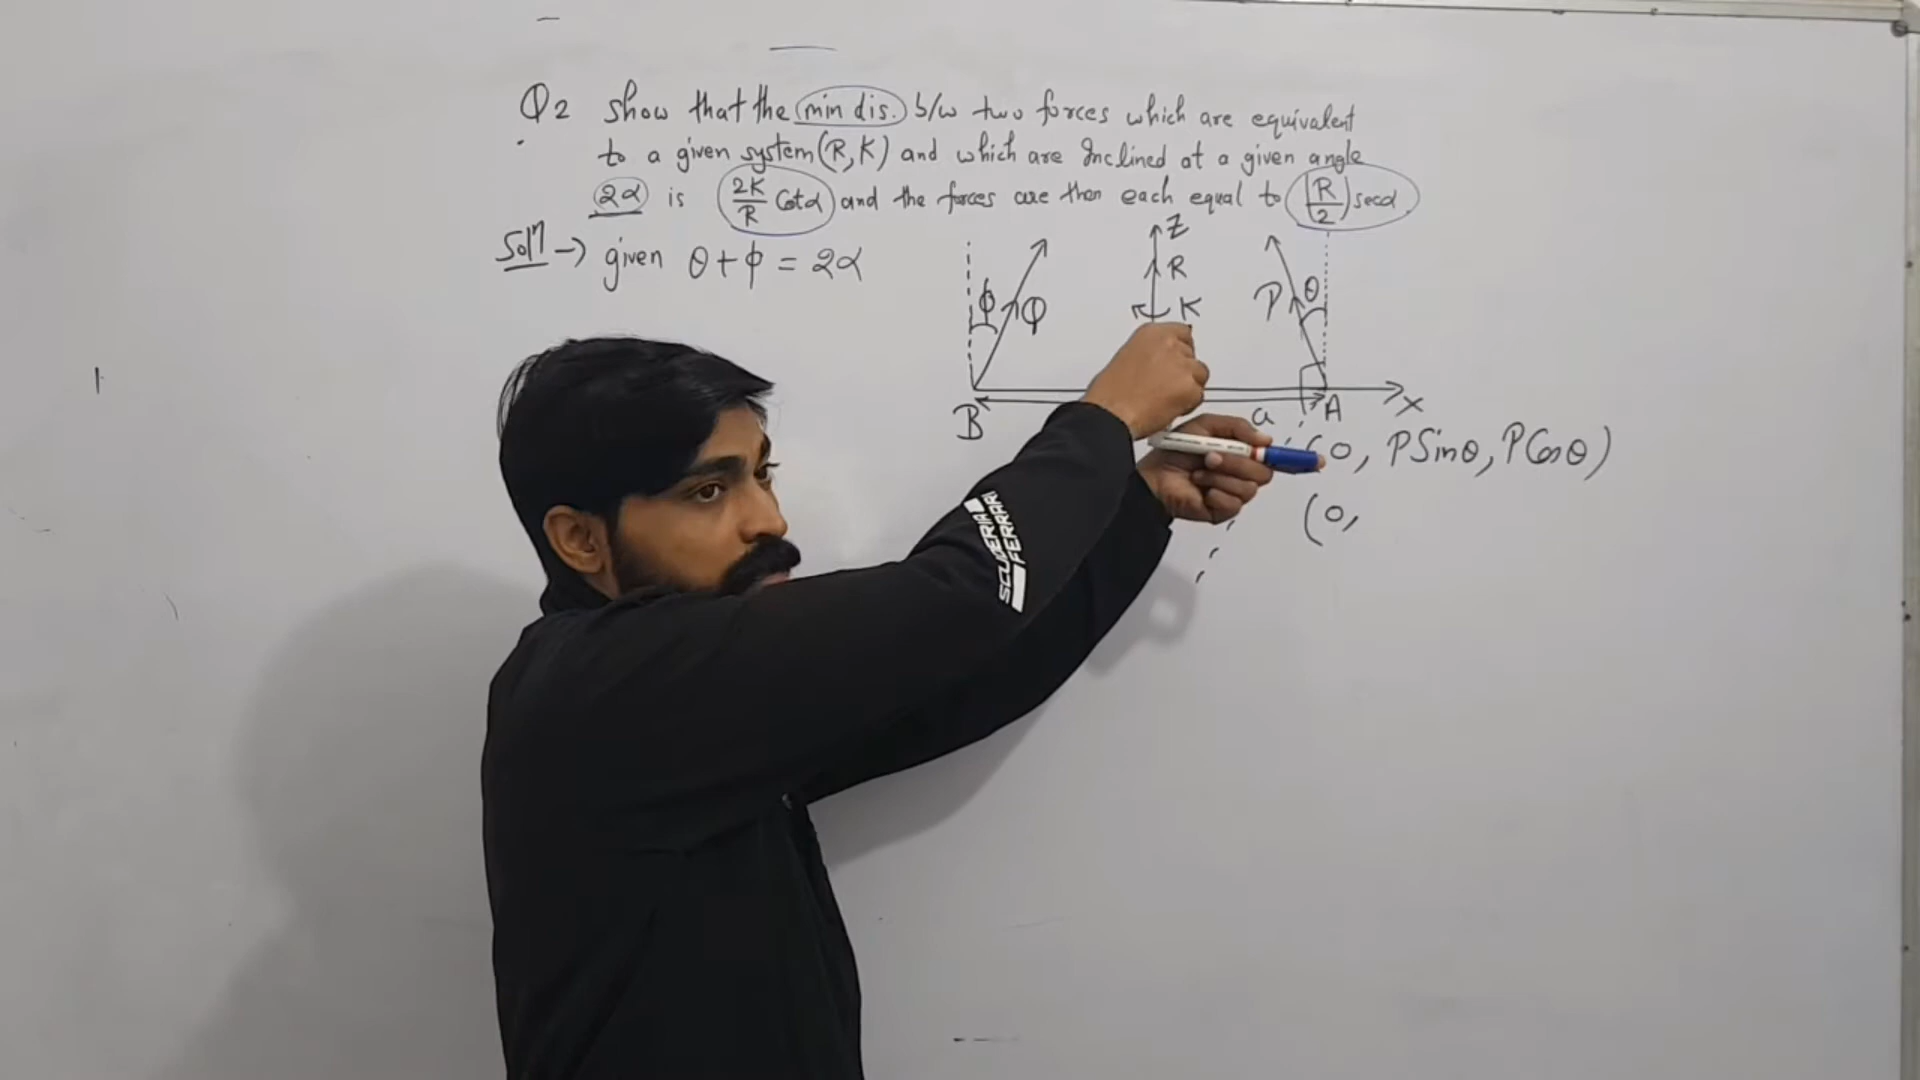 Q2 show that the min dis. b/w two forces which are equivalent
to a given system (R, K) and which are Inclined at a given angle
2α is 2K/R Cotα and the forces are then each equal to (R/2) secα
Solⁿ → given θ + ϕ = 2α
Z
R
K
ϕ
Q
P
θ
B
a
A
X
(0, PSinθ, PCosθ)
(0,
SCUDERIA
FERRARI